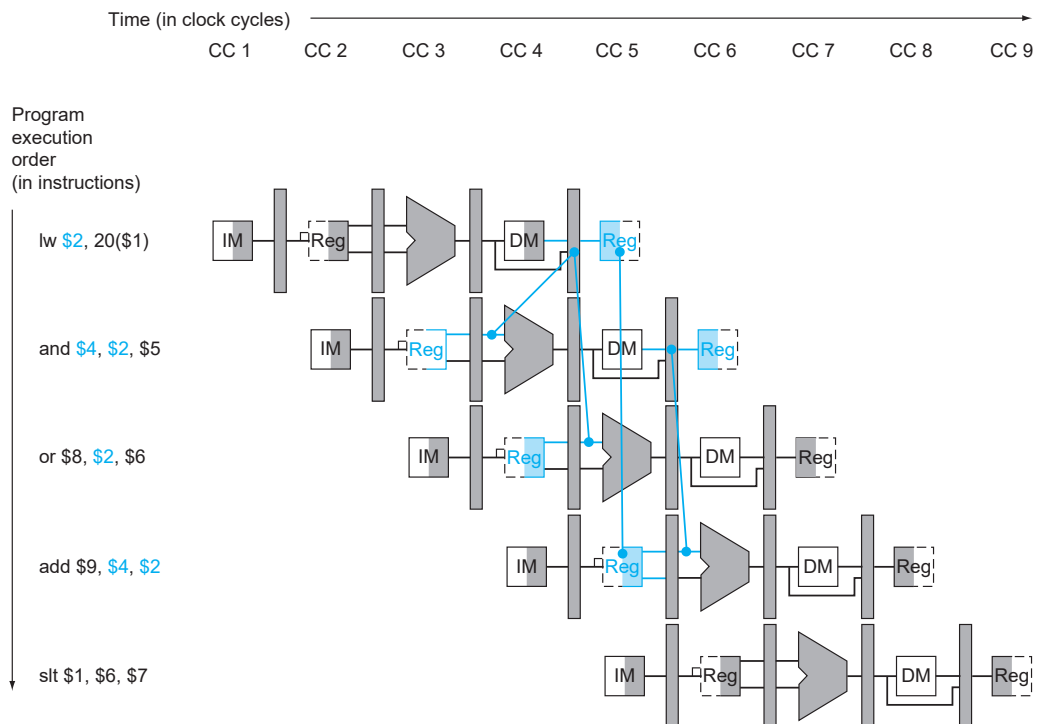 Time (in clock cycles)
CC 1 CC 2 CC 3 CC 4 CC 5 CC 6 CC 7 CC 8 CC 9
Program
execution
order
(in instructions)
lw $2, 20($1) IM Reg DM Reg
and $4, $2, $5 IM Reg DM Reg
or $8, $2, $6 IM Reg DM Reg
add $9, $4, $2 IM Reg DM Reg
slt $1, $6, $7 IM Reg DM Reg